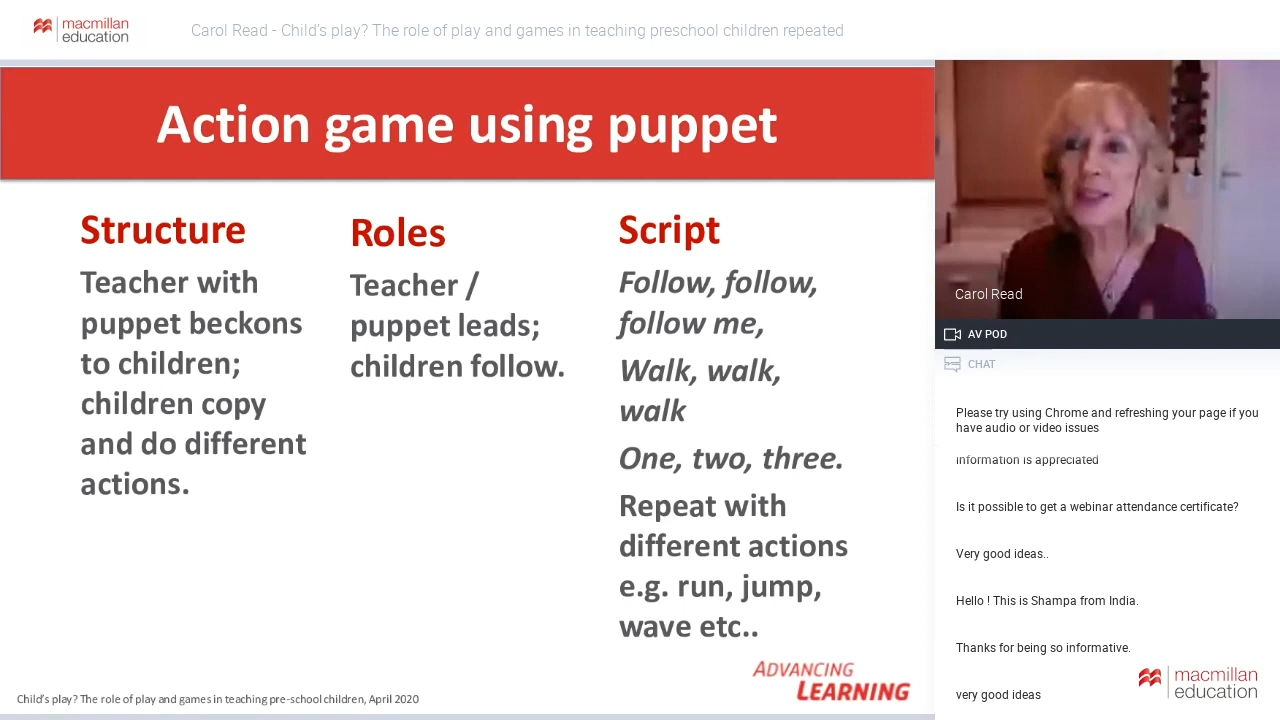 macmillan
education
Carol Read - Child's play? The role of play and games in teaching preschool children repeated
Action game using puppet
Structure
Teacher with
puppet beckons
to children;
children copy
and do different
actions.
Roles
Teacher /
puppet leads;
children follow.
Script
Follow, follow,
follow me,
Walk, walk,
walk
One, two, three.
Repeat with
different actions
e.g. run, jump,
wave etc..
ADVANCING
LEARNING
Child's play? The role of play and games in teaching pre-school children, April 2020
Carol Read
AV POD
CHAT
Please try using Chrome and refreshing your page if you
have audio or video issues
information is appreciated
Is it possible to get a webinar attendance certificate?
Very good ideas..
Hello ! This is Shampa from India.
Thanks for being so informative.
very good ideas
macmillan
education